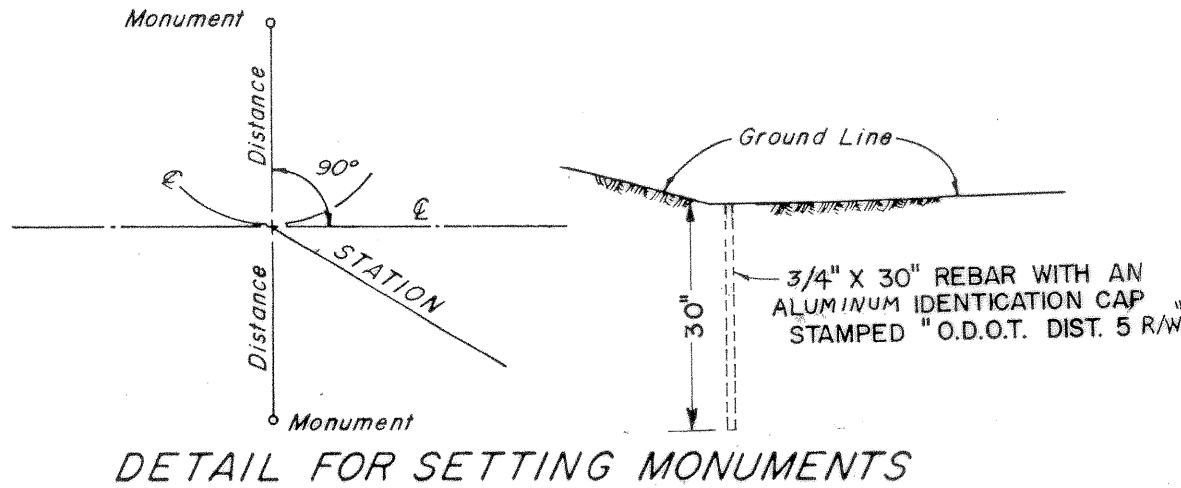 Monument
Distance
90°
℄
℄
STATION
Distance
Monument
Ground Line
30"
3/4" X 30" REBAR WITH AN
ALUMINUM IDENTICATION CAP
STAMPED "O.D.O.T. DIST. 5 R/W"
DETAIL FOR SETTING MONUMENTS